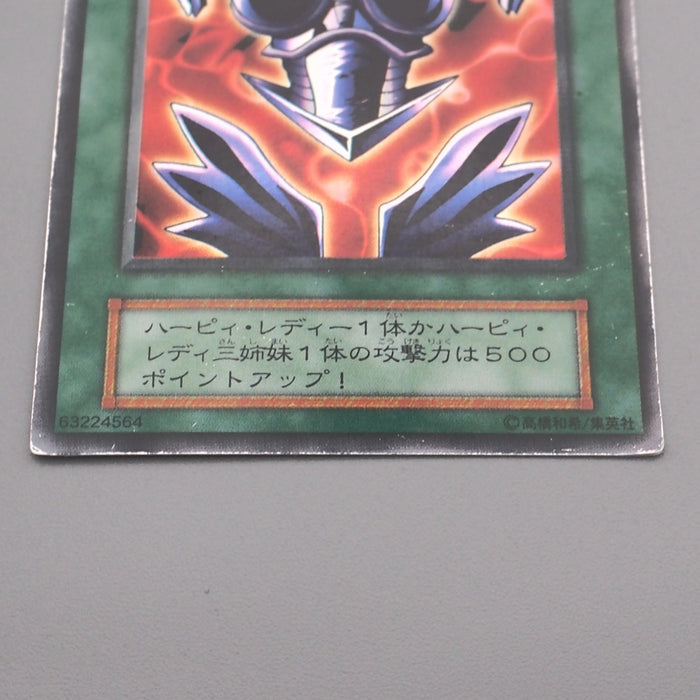 ハーピィ・レディー１体かハーピィ・
レディ三姉妹１体の攻撃力は５００
ポイントアップ！
63224564
©高橋和希/集英社